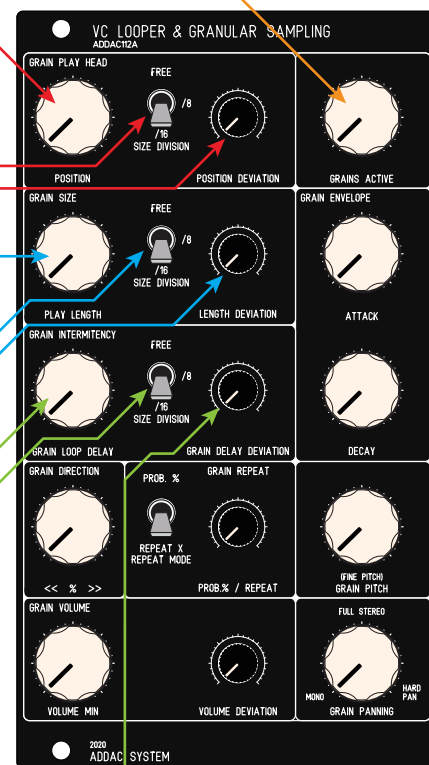 VC LOOPER & GRANULAR SAMPLING
ADDAC112A
GRAIN PLAY HEAD
FREE
/8
/16
SIZE DIVISION
POSITION
POSITION DEVIATION
GRAINS ACTIVE
GRAIN SIZE
FREE
/8
/16
SIZE DIVISION
PLAY LENGTH
LENGTH DEVIATION
GRAIN ENVELOPE
ATTACK
GRAIN INTERMITENCY
FREE
/8
/16
SIZE DIVISION
GRAIN LOOP DELAY
GRAIN DELAY DEVIATION
DECAY
GRAIN DIRECTION
<< % >>
PROB. %
GRAIN REPEAT
REPEAT X
REPEAT MODE
PROB.% / REPEAT
(FINE PITCH)
GRAIN PITCH
GRAIN VOLUME
VOLUME MIN
VOLUME DEVIATION
FULL STEREO
MONO
HARD
PAN
GRAIN PANNING
2020
ADDAC SYSTEM